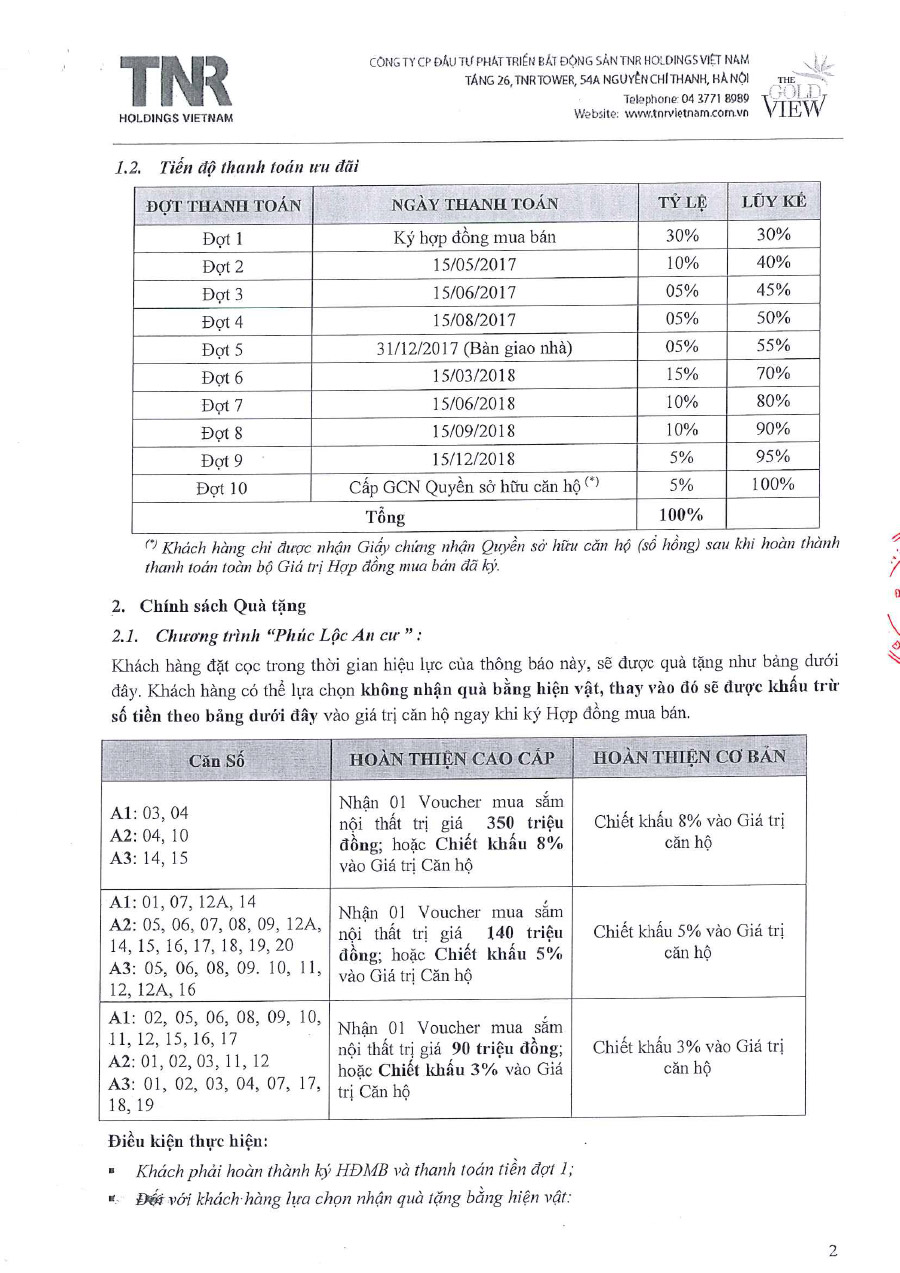 TNR
HOLDINGS VIETNAM
CÔNG TY CP ĐẦU TƯ PHÁT TRIỂN BẤT ĐỘNG SẢN TNR HOLDINGS VIỆT NAM
TẦNG 26, TNR TOWER, 54A NGUYỄN CHÍ THANH, HÀ NỘI
Telephone: 04 3771 8989
Website: www.tnrvietnam.com.vn
THE
GOLD
VIEW
1.2. Tiến độ thanh toán ưu đãi
ĐỢT THANH TOÁN NGÀY THANH TOÁN TỶ LỆ LŨY KẾ
Đợt 1 Ký hợp đồng mua bán 30% 30%
Đợt 2 15/05/2017 10% 40%
Đợt 3 15/06/2017 05% 45%
Đợt 4 15/08/2017 05% 50%
Đợt 5 31/12/2017 (Bàn giao nhà) 05% 55%
Đợt 6 15/03/2018 15% 70%
Đợt 7 15/06/2018 10% 80%
Đợt 8 15/09/2018 10% 90%
Đợt 9 15/12/2018 5% 95%
Đợt 10 Cấp GCN Quyền sở hữu căn hộ (*) 5% 100%
Tổng 100%
(*) Khách hàng chỉ được nhận Giấy chứng nhận Quyền sở hữu căn hộ (sổ hồng) sau khi hoàn thành
thanh toán toàn bộ Giá trị Hợp đồng mua bán đã ký.
2. Chính sách Quà tặng
2.1. Chương trình “Phúc Lộc An cư ” :
Khách hàng đặt cọc trong thời gian hiệu lực của thông báo này, sẽ được quà tặng như bảng dưới
đây. Khách hàng có thể lựa chọn không nhận quà bằng hiện vật, thay vào đó sẽ được khấu trừ
số tiền theo bảng dưới đây vào giá trị căn hộ ngay khi ký Hợp đồng mua bán.
Căn Số HOÀN THIỆN CAO CẤP HOÀN THIỆN CƠ BẢN
A1: 03, 04
A2: 04, 10
A3: 14, 15
Nhận 01 Voucher mua sắm
nội thất trị giá 350 triệu
đồng; hoặc Chiết khấu 8%
vào Giá trị Căn hộ
Chiết khấu 8% vào Giá trị
căn hộ
A1: 01, 07, 12A, 14
A2: 05, 06, 07, 08, 09, 12A,
14, 15, 16, 17, 18, 19, 20
A3: 05, 06, 08, 09. 10, 11,
12, 12A, 16
Nhận 01 Voucher mua sắm
nội thất trị giá 140 triệu
đồng; hoặc Chiết khấu 5%
vào Giá trị Căn hộ
Chiết khấu 5% vào Giá trị
căn hộ
A1: 02, 05, 06, 08, 09, 10,
11, 12, 15, 16, 17
A2: 01, 02, 03, 11, 12
A3: 01, 02, 03, 04, 07, 17,
18, 19
Nhận 01 Voucher mua sắm
nội thất trị giá 90 triệu đồng;
hoặc Chiết khấu 3% vào Giá
trị Căn hộ
Chiết khấu 3% vào Giá trị
căn hộ
Điều kiện thực hiện:
▪ Khách phải hoàn thành ký HĐMB và thanh toán tiền đợt 1;
▪ Đối với khách hàng lựa chọn nhận quà tặng bằng hiện vật:
2